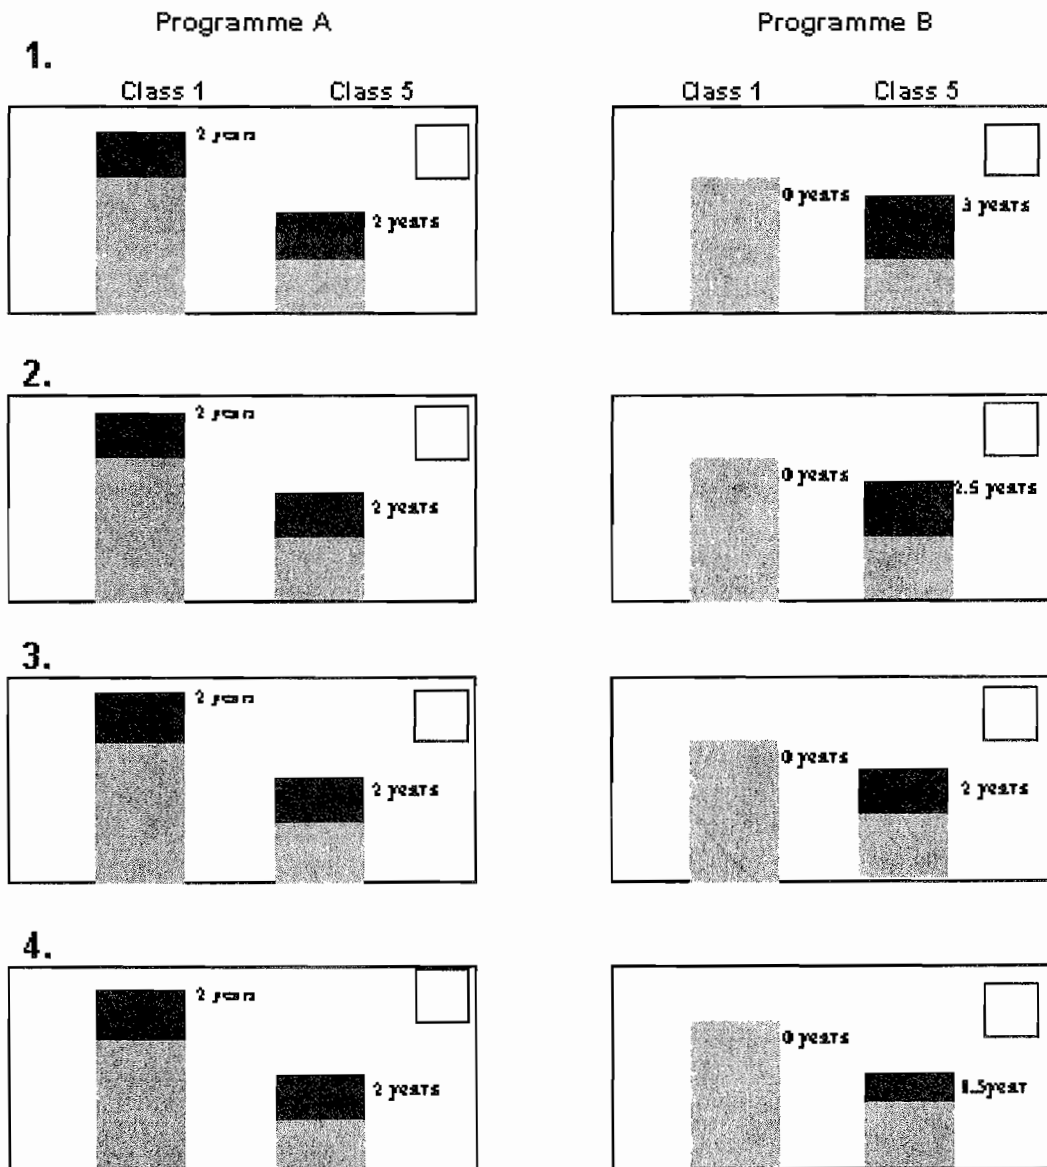 Programme A Programme B
1.
Class 1 Class 5 Class 1 Class 5
2 years 2 years 0 years 3 years
2.
2 years 2 years 0 years 2.5 years
3.
2 years 2 years 0 years 2 years
4.
2 years 2 years 0 years 1.5year